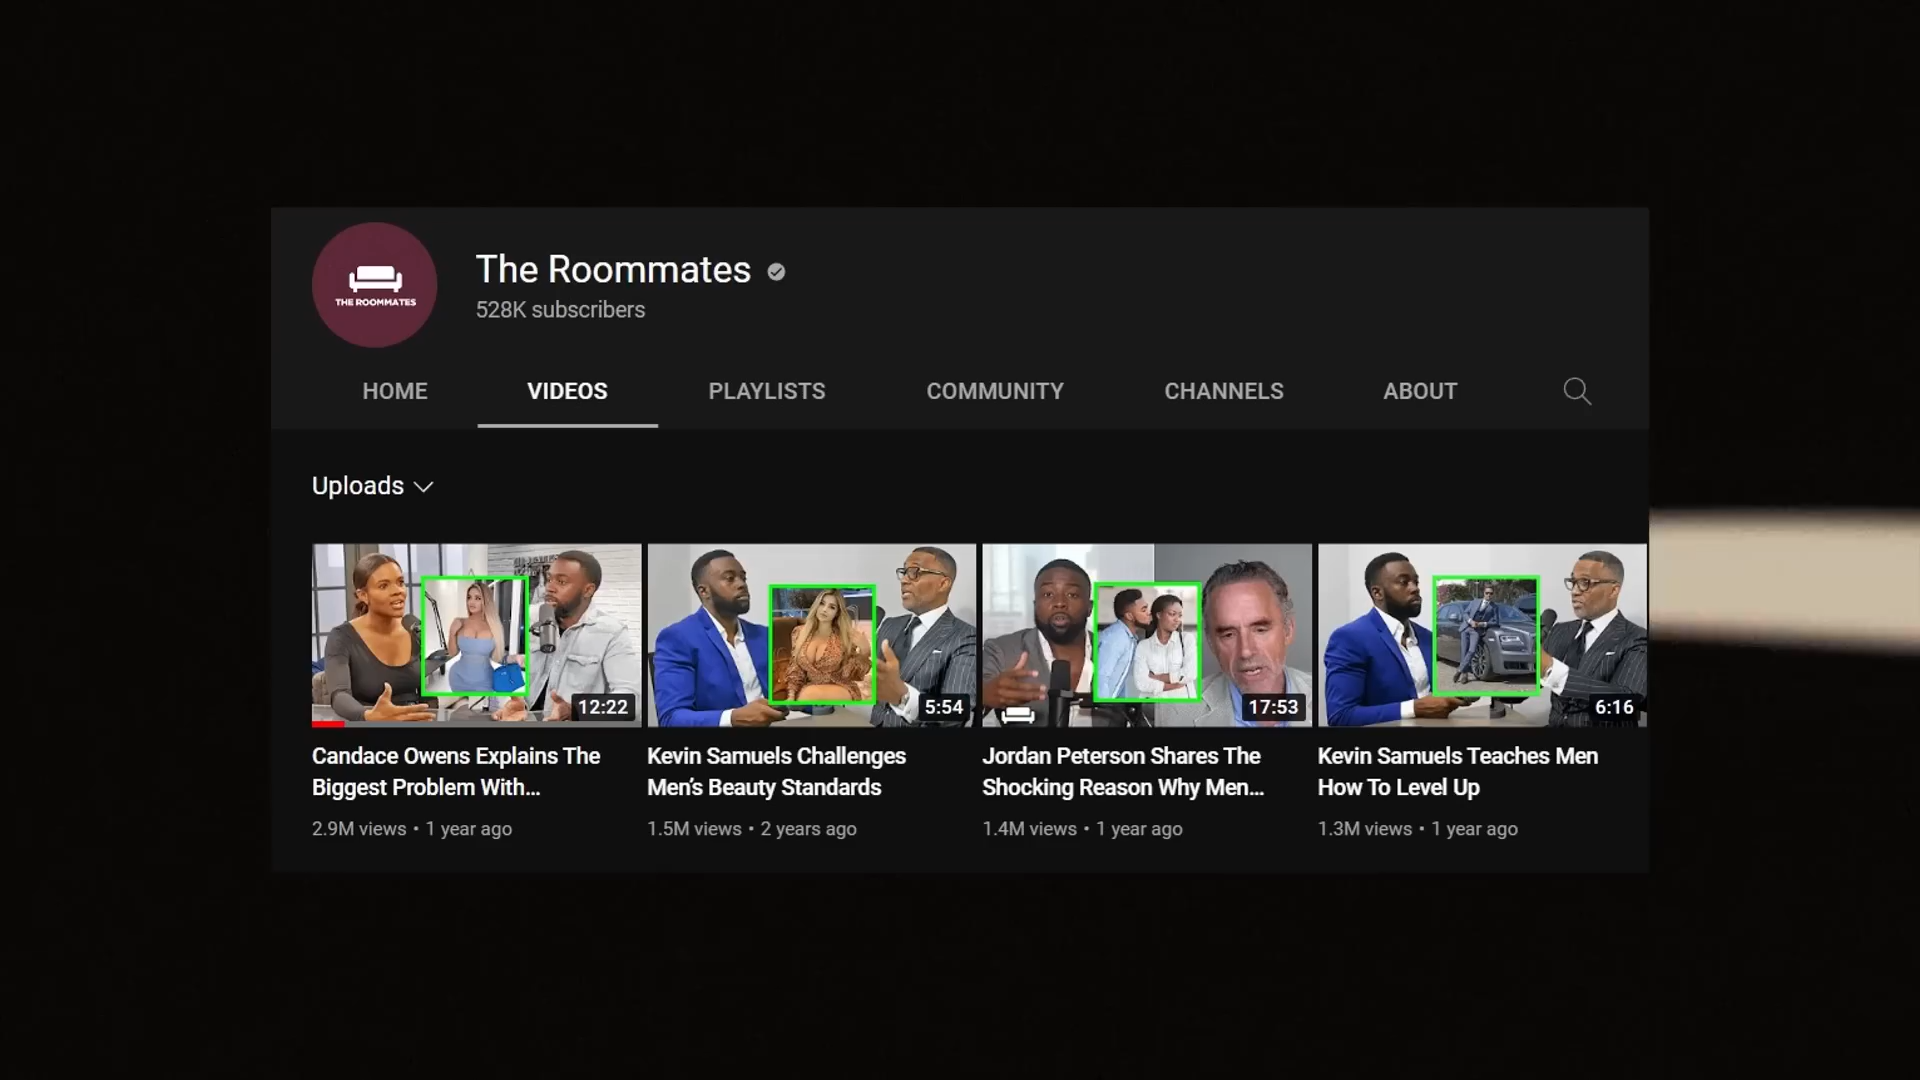 THE ROOMMATES
The Roommates
528K subscribers
HOME
VIDEOS
PLAYLISTS
COMMUNITY
CHANNELS
ABOUT
Uploads
12:22
5:54
17:53
6:16
Candace Owens Explains The
Biggest Problem With...
2.9M views • 1 year ago
Kevin Samuels Challenges
Men’s Beauty Standards
1.5M views • 2 years ago
Jordan Peterson Shares The
Shocking Reason Why Men...
1.4M views • 1 year ago
Kevin Samuels Teaches Men
How To Level Up
1.3M views • 1 year ago